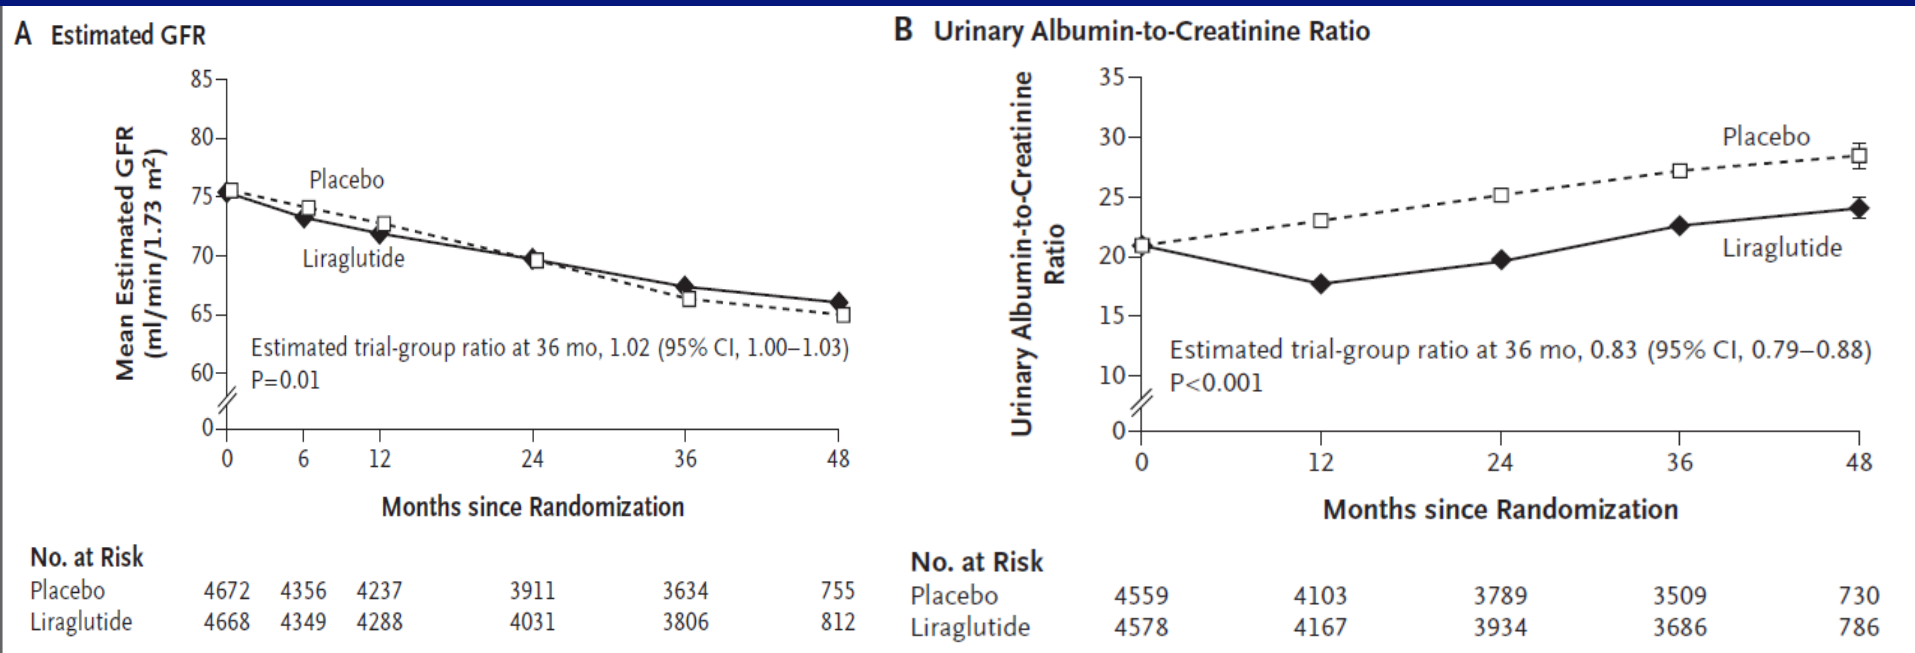 A Estimated GFR
Mean Estimated GFR
(ml/min/1.73 m²)
85
80
75
70
65
60
0
Placebo
Liraglutide
Estimated trial-group ratio at 36 mo, 1.02 (95% CI, 1.00–1.03)
P=0.01
0 6 12 24 36 48
Months since Randomization
No. at Risk
Placebo 4672 4356 4237 3911 3634 755
Liraglutide 4668 4349 4288 4031 3806 812
B Urinary Albumin-to-Creatinine Ratio
Urinary Albumin-to-Creatinine
Ratio
35
30
25
20
15
10
0
Placebo
Liraglutide
Estimated trial-group ratio at 36 mo, 0.83 (95% CI, 0.79–0.88)
P<0.001
0 12 24 36 48
Months since Randomization
No. at Risk
Placebo 4559 4103 3789 3509 730
Liraglutide 4578 4167 3934 3686 786